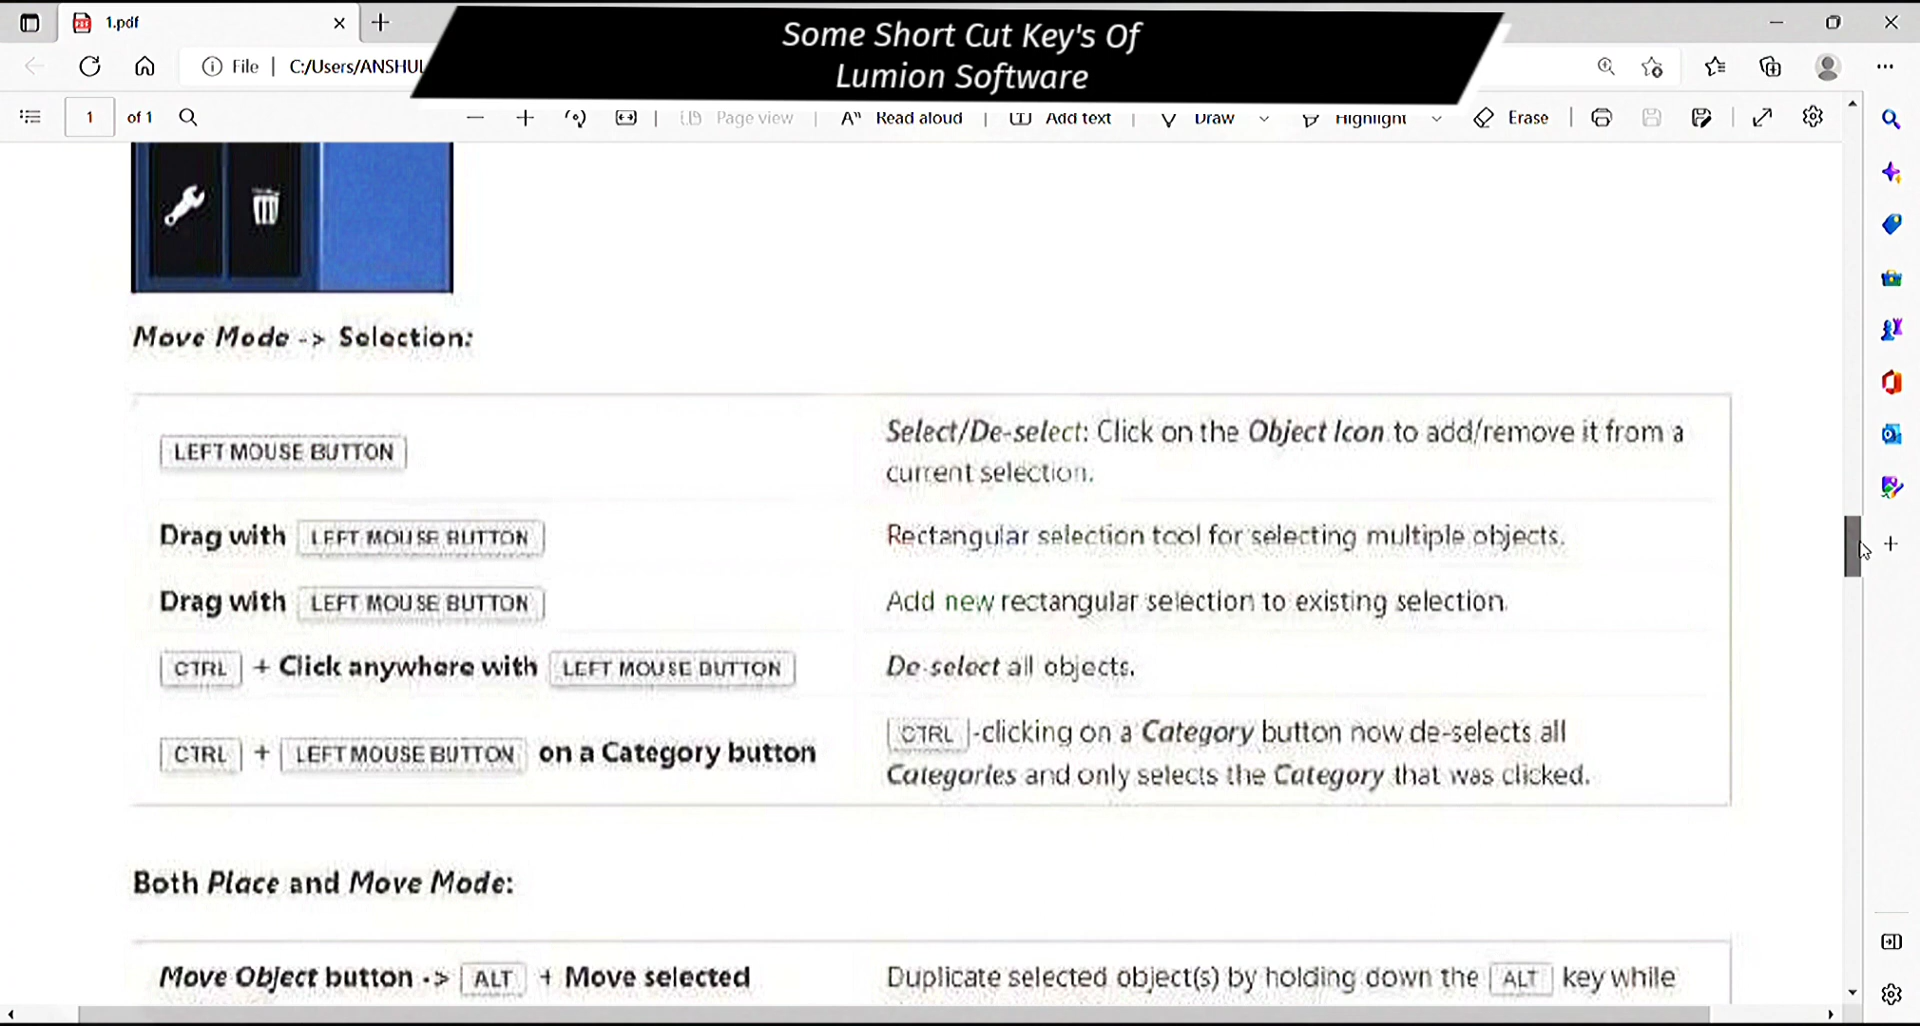 1.pdf
Some Short Cut Key's Of
Lumion Software
File | C:/Users/ANSHUL
1 of 1 Page view Read aloud Add text Draw Highlight Erase
Move Mode -> Selection:
LEFT MOUSE BUTTON
Select/De-select: Click on the Object Icon to add/remove it from a
current selection.
Drag with LEFT MOUSE BUTTON Rectangular selection tool for selecting multiple objects.
Drag with LEFT MOUSE BUTTON Add new rectangular selection to existing selection.
CTRL + Click anywhere with LEFT MOUSE BUTTON De-select all objects.
CTRL + LEFT MOUSE BUTTON on a Category button
CTRL -clicking on a Category button now de-selects all
Categories and only selects the Category that was clicked.
Both Place and Move Mode:
Move Object button -> ALT + Move selected Duplicate selected object(s) by holding down the ALT key while